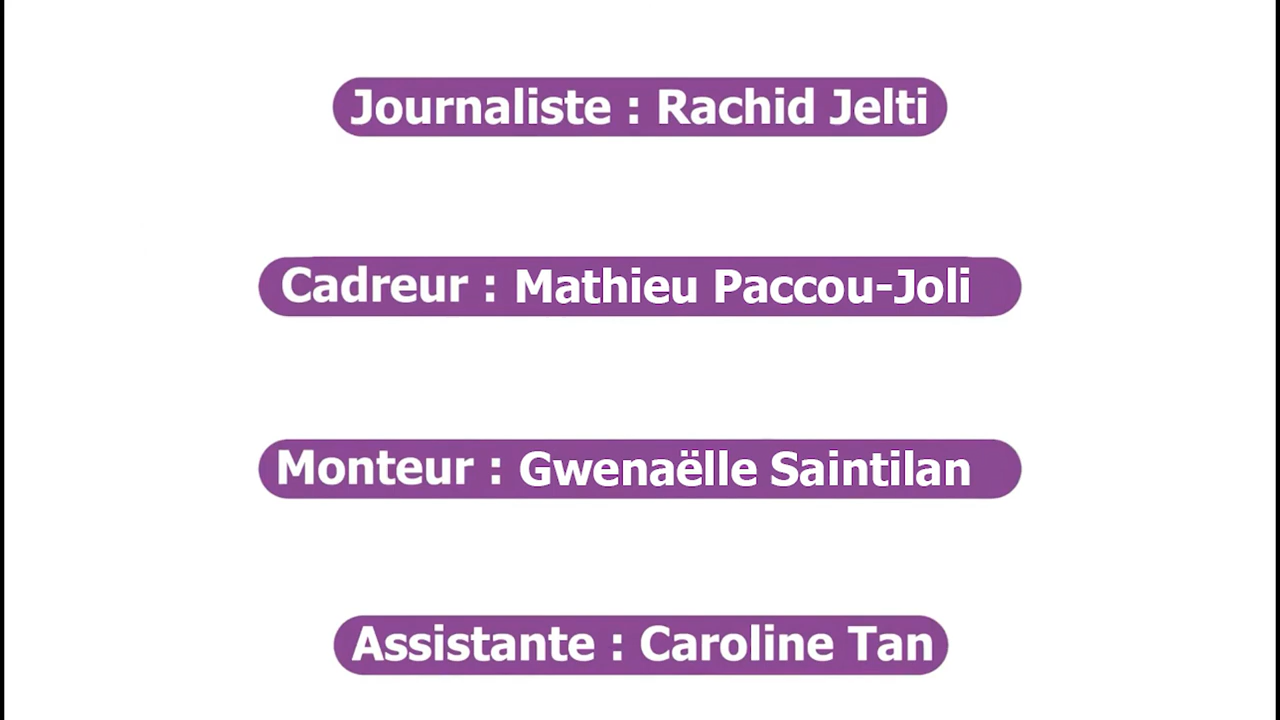 Journaliste : Rachid Jelti
Cadreur : Mathieu Paccou-Joli
Monteur : Gwenaëlle Saintilan
Assistante : Caroline Tan